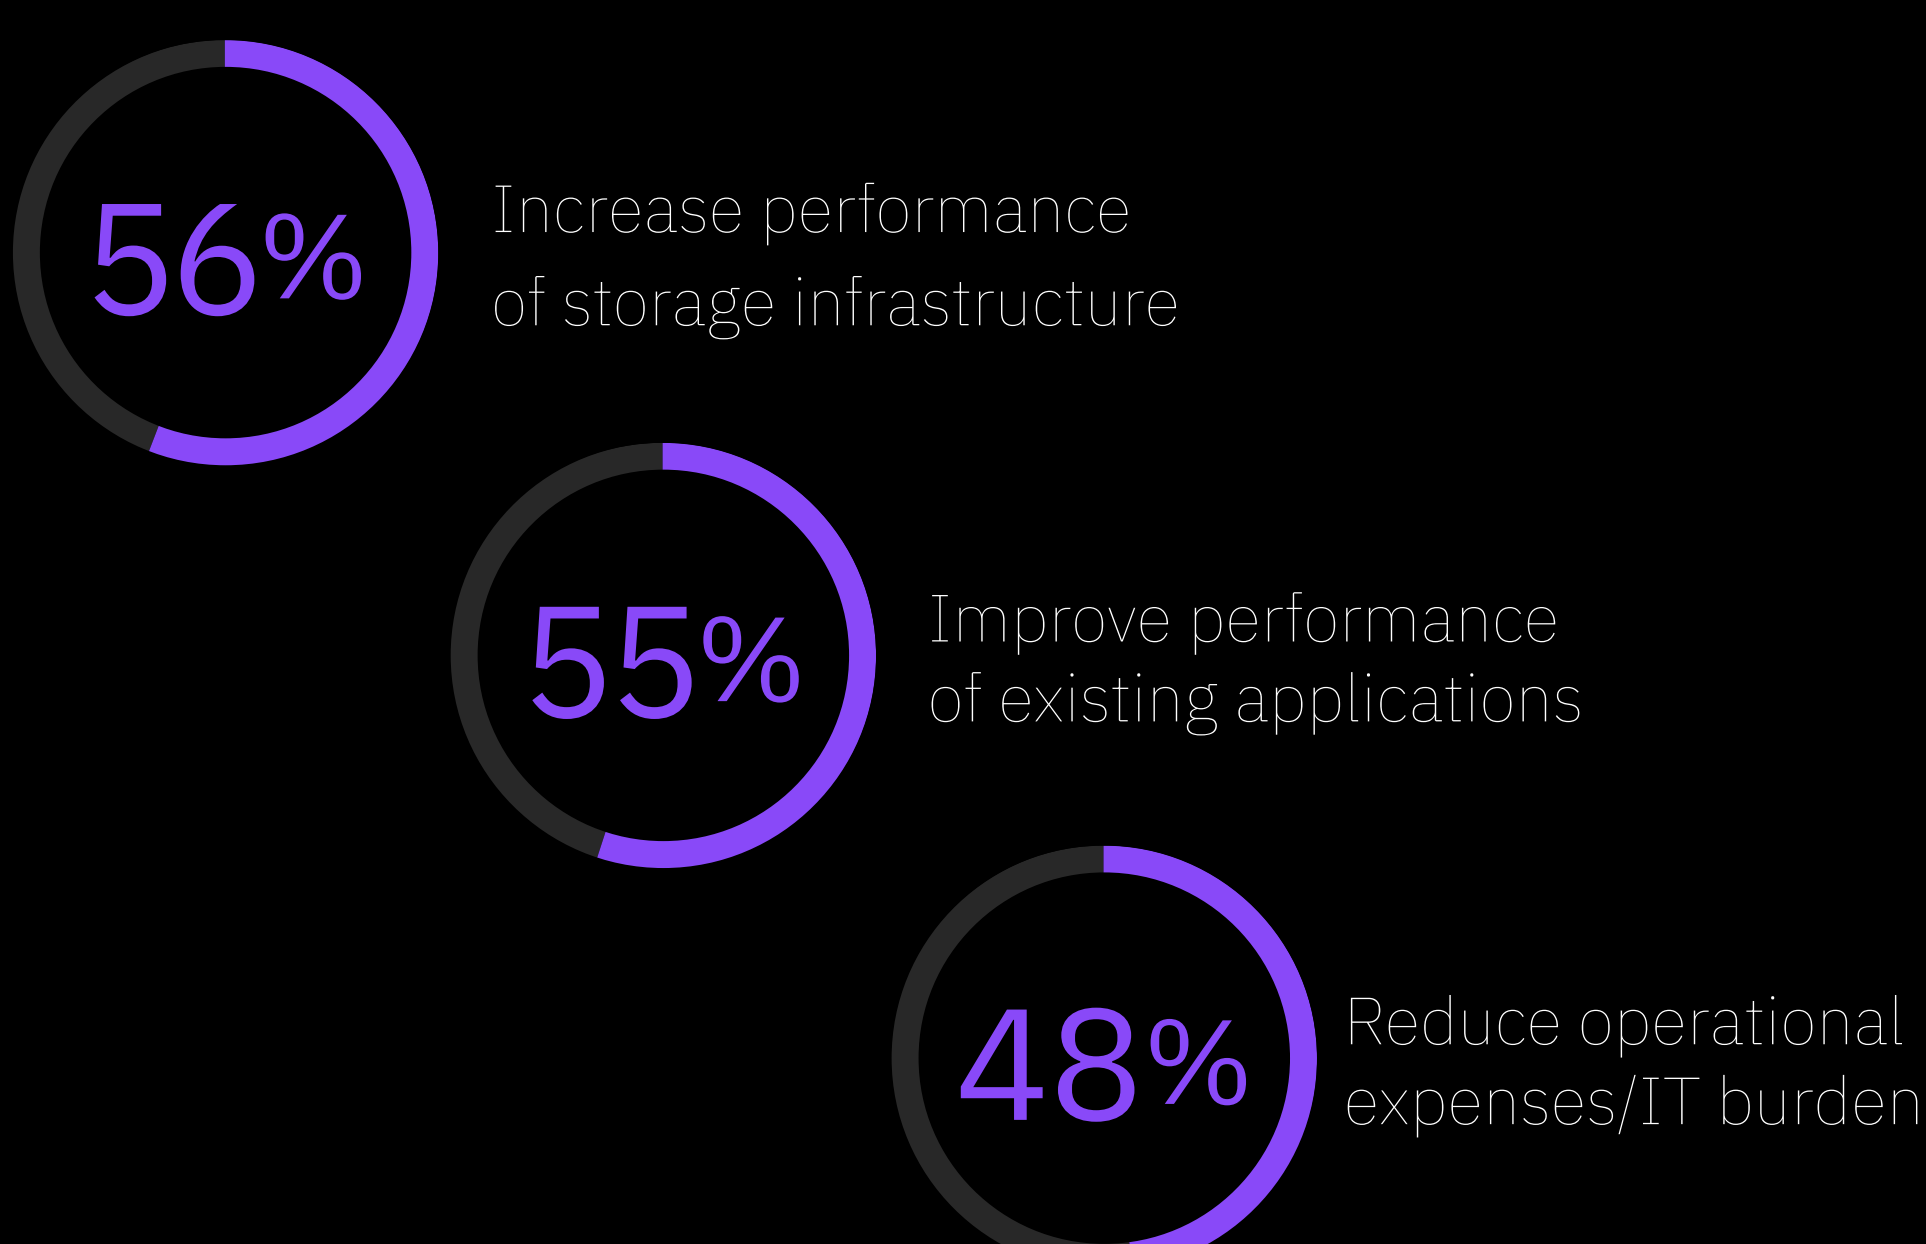 56%
Increase performance
of storage infrastructure
55%
Improve performance
of existing applications
48%
Reduce operational
expenses/IT burden